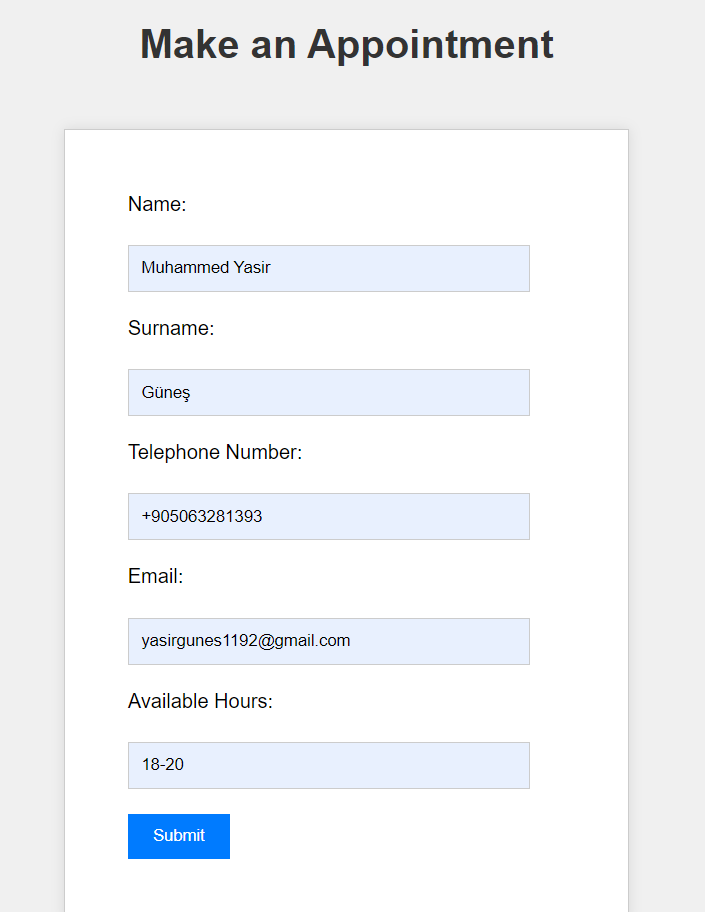 Make an Appointment
Name:
Muhammed Yasir
Surname:
Güneş
Telephone Number:
+905063281393
Email:
yasirgunes1192@gmail.com
Available Hours:
18-20
Submit